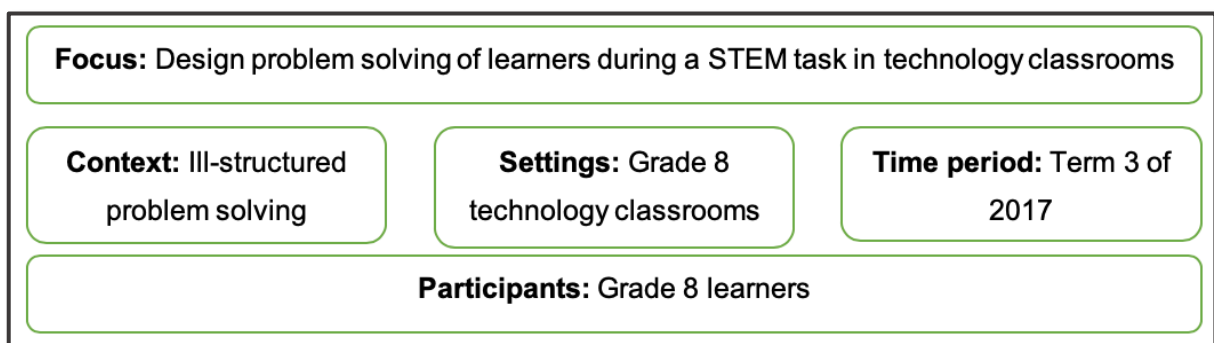 Focus: Design problem solving of learners during a STEM task in technology classrooms
Context: Ill-structured
problem solving
Settings: Grade 8
technology classrooms
Time period: Term 3 of
2017
Participants: Grade 8 learners